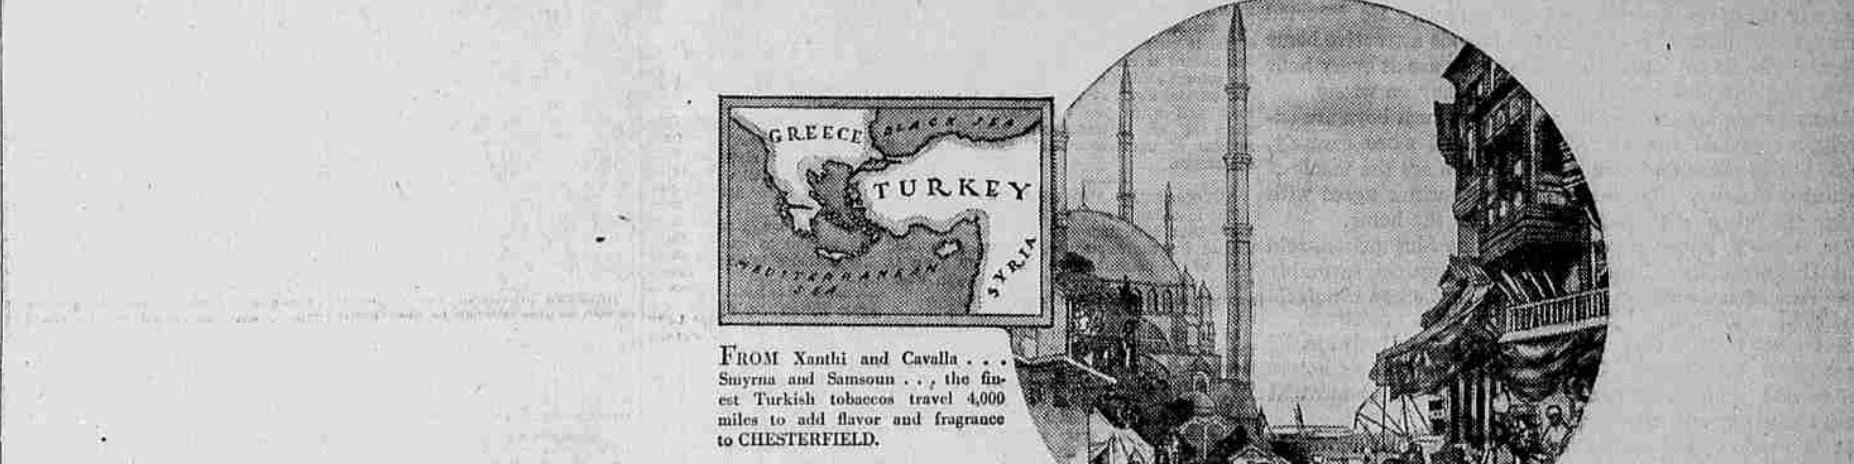 GREECE
BLACK SEA
TURKEY
SYRIA
MEDITERRANEAN
SEA
FROM Xanthi and Cavalla . . .
Smyrna and Samsoun . . , the fin-
est Turkish tobaccos travel 4,000
miles to add flavor and fragrance
to CHESTERFIELD.